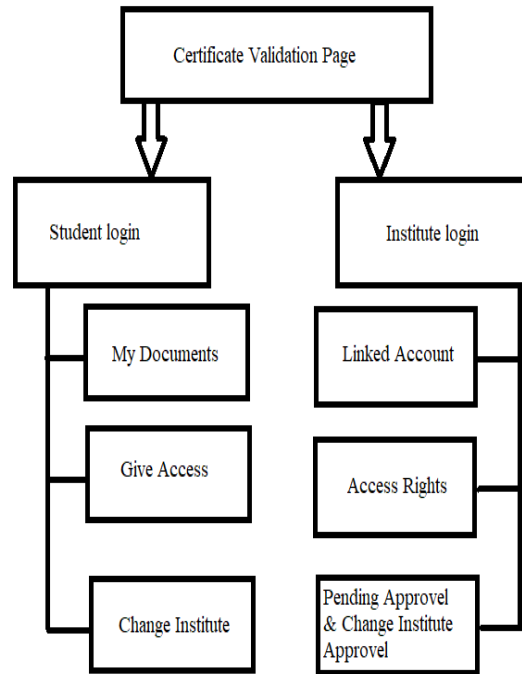 Certificate Validation Page
Student login
My Documents
Give Access
Change Institute
Institute login
Linked Account
Access Rights
Pending Approvel
& Change Institute
Approvel